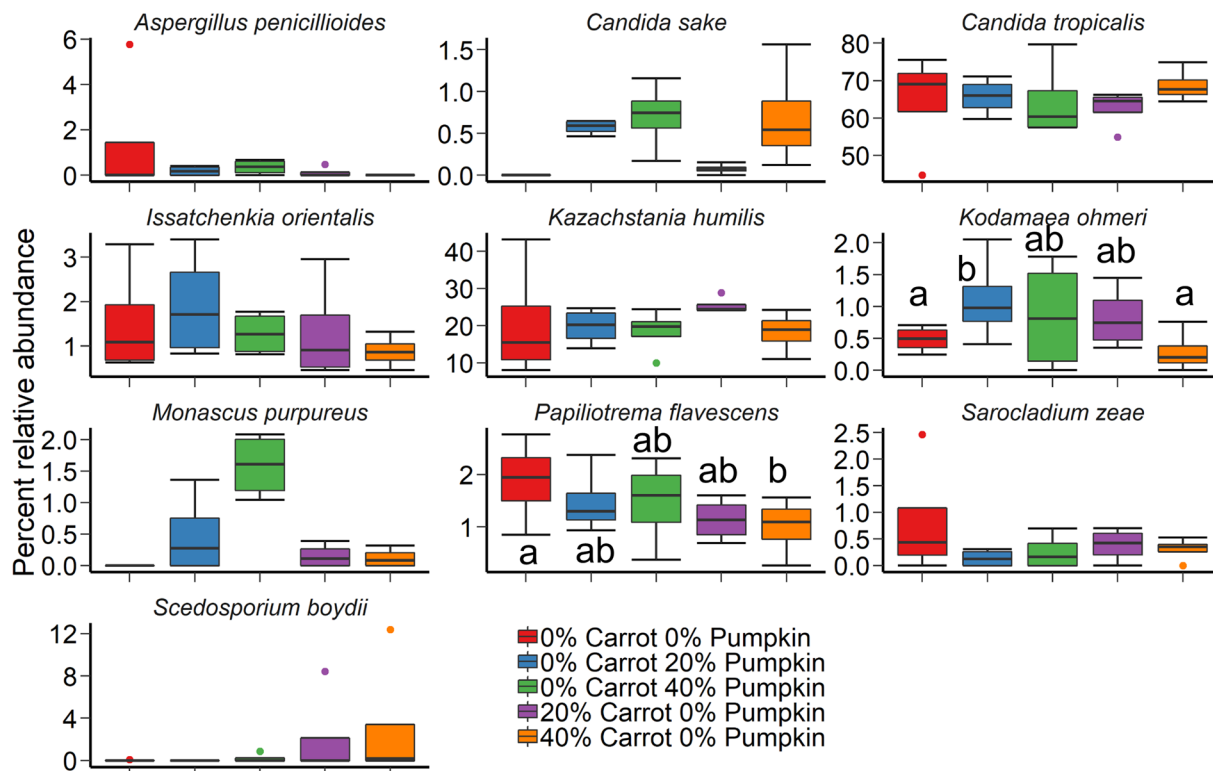 Aspergillus penicillioides
Candida sake
Candida tropicalis
6
4
2
0
1.5
1.0
0.5
0.0
80
70
60
50
Percent relative abundance
Issatchenkia orientalis
Kazachstania humilis
Kodamaea ohmeri
3
2
1
40
30
20
10
2.0
1.5
1.0
0.5
0.0
a
b
ab
ab
a
Monascus purpureus
Papiliotrema flavescens
Sarocladium zeae
2.0
1.5
1.0
0.5
0.0
2
1
a
ab
ab
ab
b
2.5
2.0
1.5
1.0
0.5
0.0
Scedosporium boydii
12
8
4
0
0% Carrot 0% Pumpkin
0% Carrot 20% Pumpkin
0% Carrot 40% Pumpkin
20% Carrot 0% Pumpkin
40% Carrot 0% Pumpkin